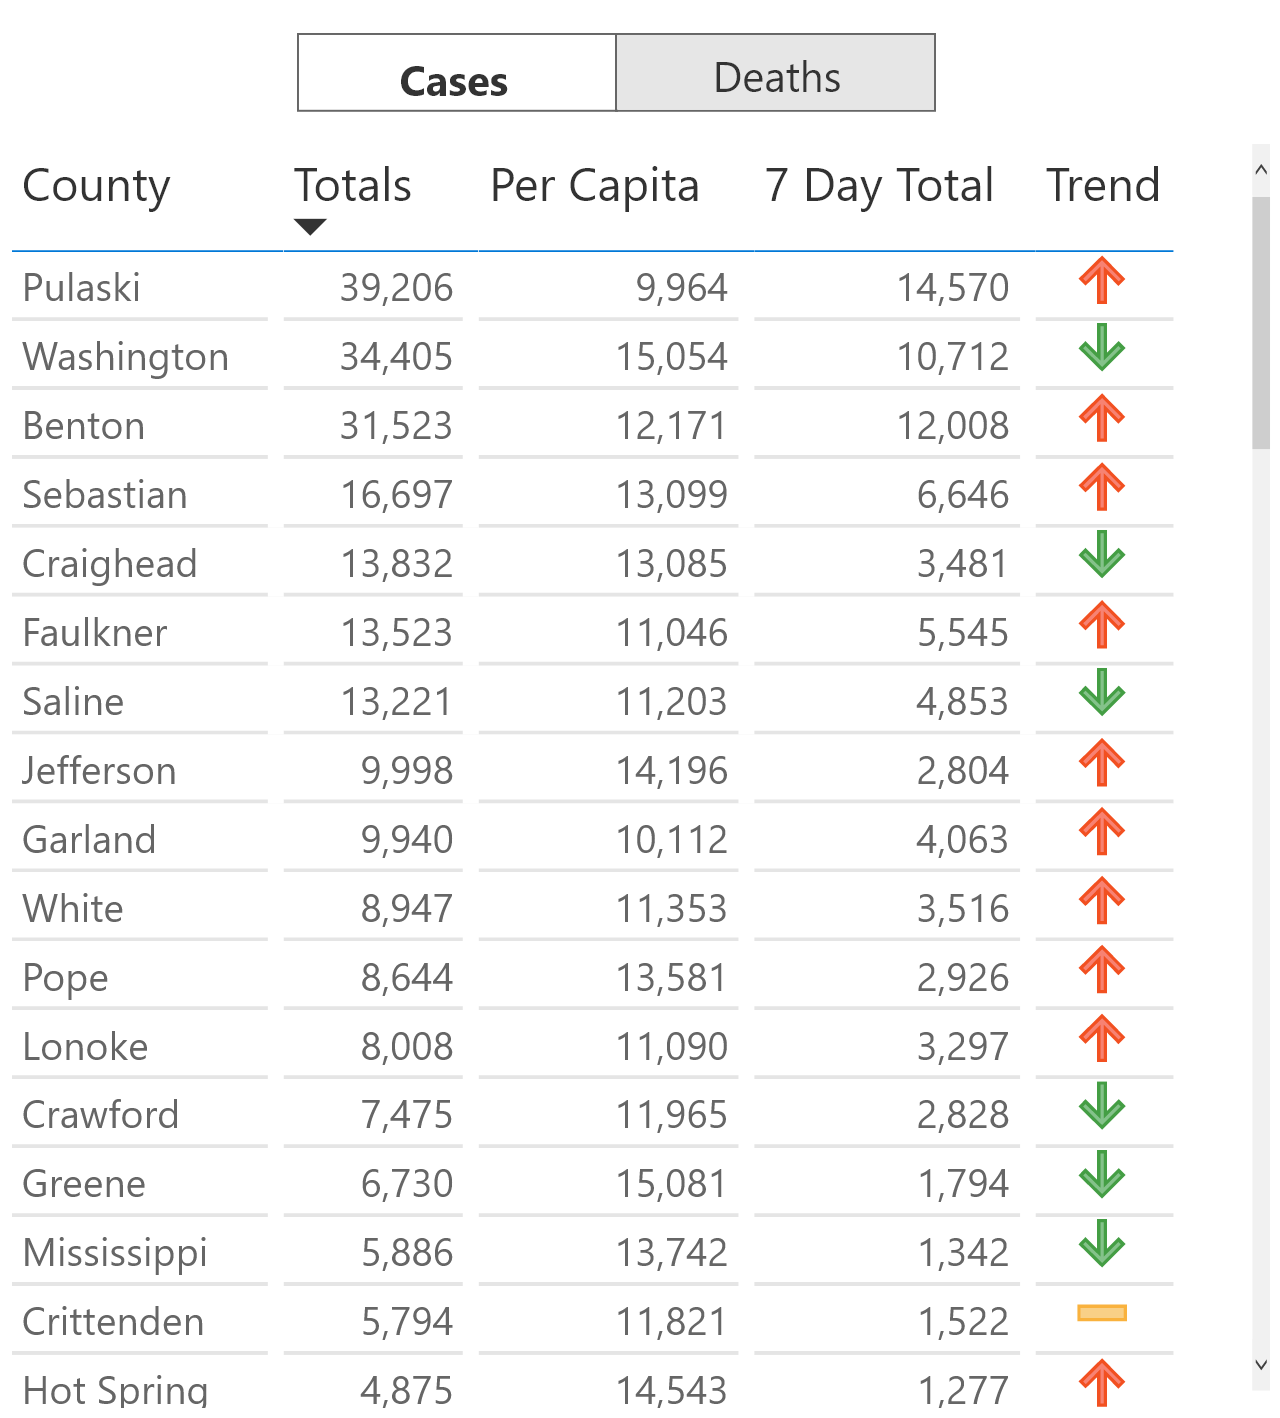 Cases Deaths
County Totals Per Capita 7 Day Total Trend
Pulaski 39,206 9,964 14,570
Washington 34,405 15,054 10,712
Benton 31,523 12,171 12,008
Sebastian 16,697 13,099 6,646
Craighead 13,832 13,085 3,481
Faulkner 13,523 11,046 5,545
Saline 13,221 11,203 4,853
Jefferson 9,998 14,196 2,804
Garland 9,940 10,112 4,063
White 8,947 11,353 3,516
Pope 8,644 13,581 2,926
Lonoke 8,008 11,090 3,297
Crawford 7,475 11,965 2,828
Greene 6,730 15,081 1,794
Mississippi 5,886 13,742 1,342
Crittenden 5,794 11,821 1,522
Hot Spring 4,875 14,543 1,277